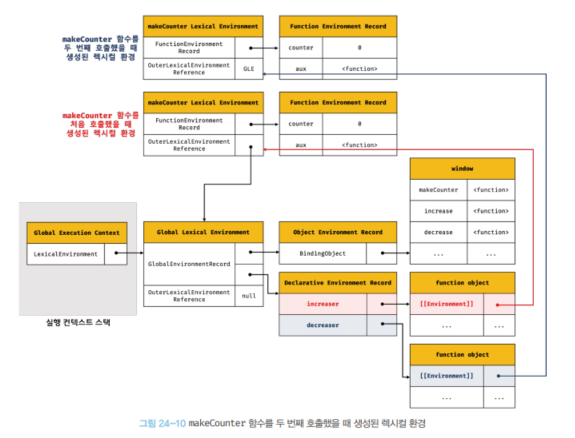 makeCounter 함수를
두 번째 호출했을 때
생성된 렉시컬 환경
makeCounter Lexical Environment
FunctionEnvironment
Record
OuterLexicalEnvironment
Reference
GLE
Function Environment Record
counter
0
aux
<function>
makeCounter 함수를
처음 호출했을 때
생성된 렉시컬 환경
makeCounter Lexical Environment
FunctionEnvironment
Record
OuterLexicalEnvironment
Reference
Function Environment Record
counter
0
aux
<function>
window
makeCounter
<function>
increase
<function>
decrease
<function>
...
...
Global Execution Context
LexicalEnvironment
실행 컨텍스트 스택
Global Lexical Environment
GlobalEnvironmentRecord
OuterLexicalEnvironment
Reference
null
Object Environment Record
BindingObject
Declarative Environment Record
increaser
decreaser
function object
[[Environment]]
...
...
function object
[[Environment]]
...
...
그림 24-10 makeCounter 함수를 두 번째 호출했을 때 생성된 렉시컬 환경